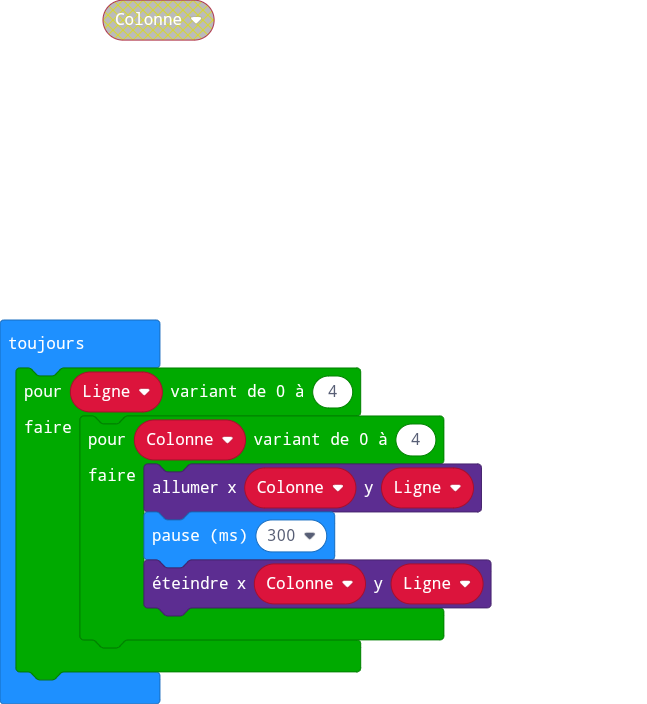 Colonne
toujours
pour Ligne variant de 0 à 4
faire
pour Colonne variant de 0 à 4
faire
allumer x Colonne y Ligne
pause (ms) 300
éteindre x Colonne y Ligne